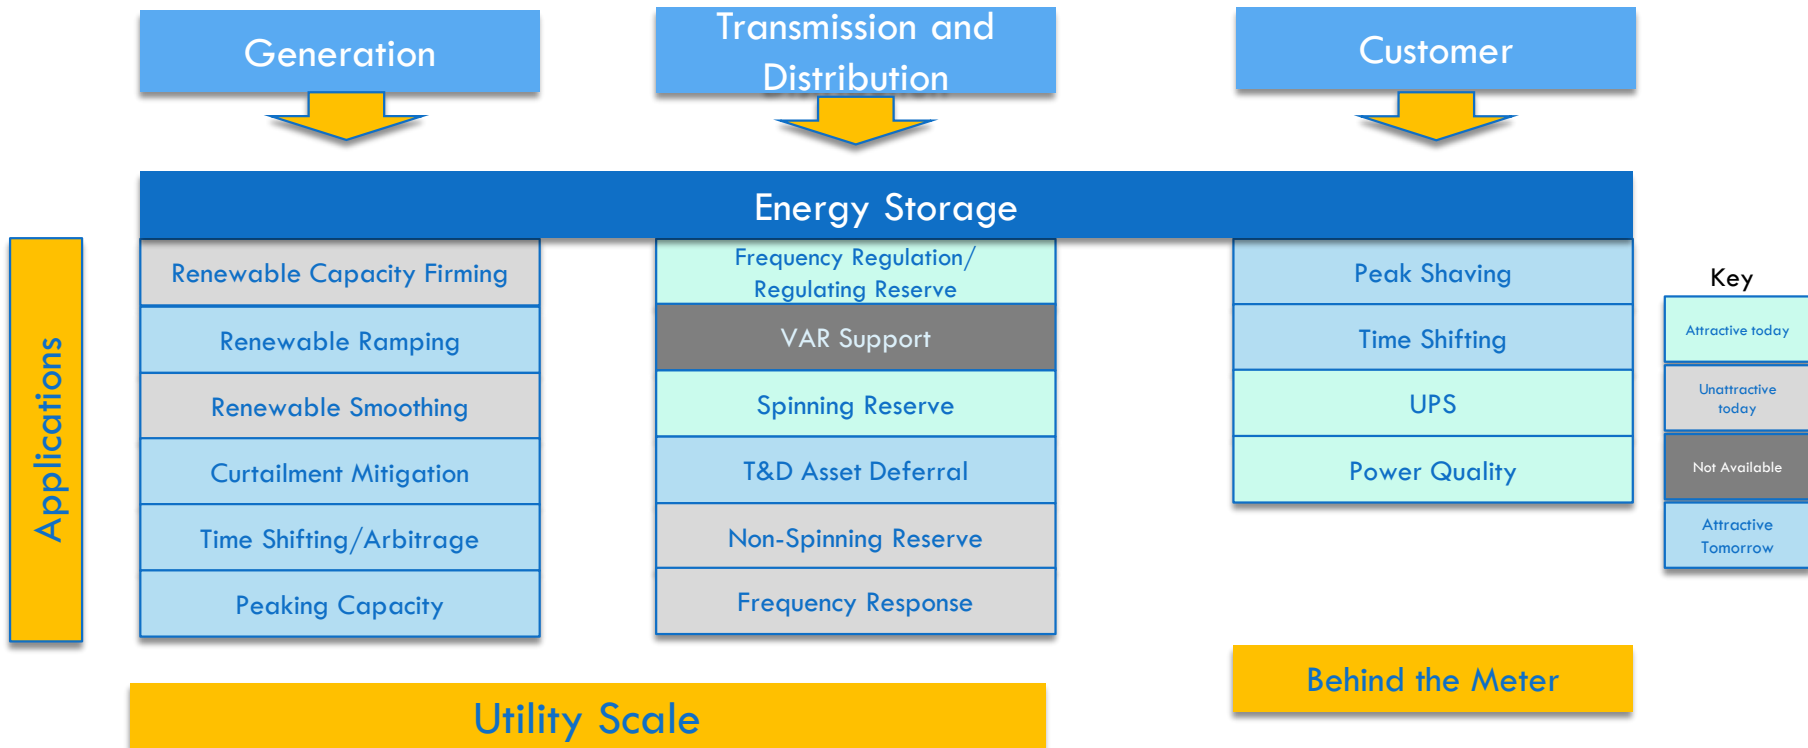 Generation
Transmission and
Distribution
Customer
Energy Storage
Applications
Renewable Capacity Firming
Renewable Ramping
Renewable Smoothing
Curtailment Mitigation
Time Shifting/Arbitrage
Peaking Capacity
Frequency Regulation/
Regulating Reserve
VAR Support
Spinning Reserve
T&D Asset Deferral
Non-Spinning Reserve
Frequency Response
Peak Shaving
Time Shifting
UPS
Power Quality
Key
Attractive today
Unattractive
today
Not Available
Attractive
Tomorrow
Utility Scale
Behind the Meter